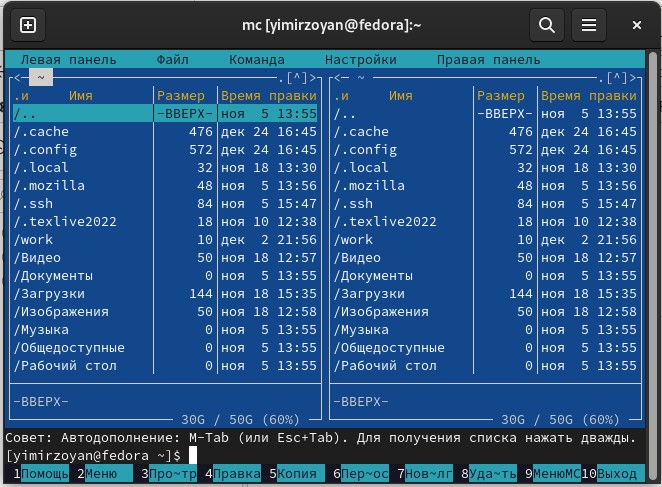 mc [yimirzoyan@fedora]:~
Левая панель Файл Команда Настройки Правая панель
<─ ~ ─.[^]> <─ ~ ─.[^]>
.и Имя Размер Время правки .и Имя Размер Время правки
/.. -ВВЕРХ- ноя 5 13:55 /.. -ВВЕРХ- ноя 5 13:55
/.cache 476 дек 24 16:45 /.cache 476 дек 24 16:45
/.config 572 дек 24 16:45 /.config 572 дек 24 16:45
/.local 32 ноя 18 13:30 /.local 32 ноя 18 13:30
/.mozilla 48 ноя 5 13:56 /.mozilla 48 ноя 5 13:56
/.ssh 84 ноя 5 15:47 /.ssh 84 ноя 5 15:47
/.texlive2022 18 ноя 10 12:38 /.texlive2022 18 ноя 10 12:38
/work 10 дек 2 21:56 /work 10 дек 2 21:56
/Видео 50 ноя 18 12:57 /Видео 50 ноя 18 12:57
/Документы 0 ноя 5 13:55 /Документы 0 ноя 5 13:55
/Загрузки 144 ноя 18 15:35 /Загрузки 144 ноя 18 15:35
/Изображения 50 ноя 18 12:58 /Изображения 50 ноя 18 12:58
/Музыка 0 ноя 5 13:55 /Музыка 0 ноя 5 13:55
/Общедоступные 0 ноя 5 13:55 /Общедоступные 0 ноя 5 13:55
/Рабочий стол 0 ноя 5 13:55 /Рабочий стол 0 ноя 5 13:55
-ВВЕРХ- -ВВЕРХ-
30G / 50G (60%) 30G / 50G (60%)
Совет: Автодополнение: M-Tab (или Esc+Tab). Для получения списка нажать дважды.
[yimirzoyan@fedora ~]$
1Помощь 2Меню 3Про~тр 4Правка 5Копия 6Пер~ос 7Нов~лг 8Уда~ть 9МенюMC 10Выход